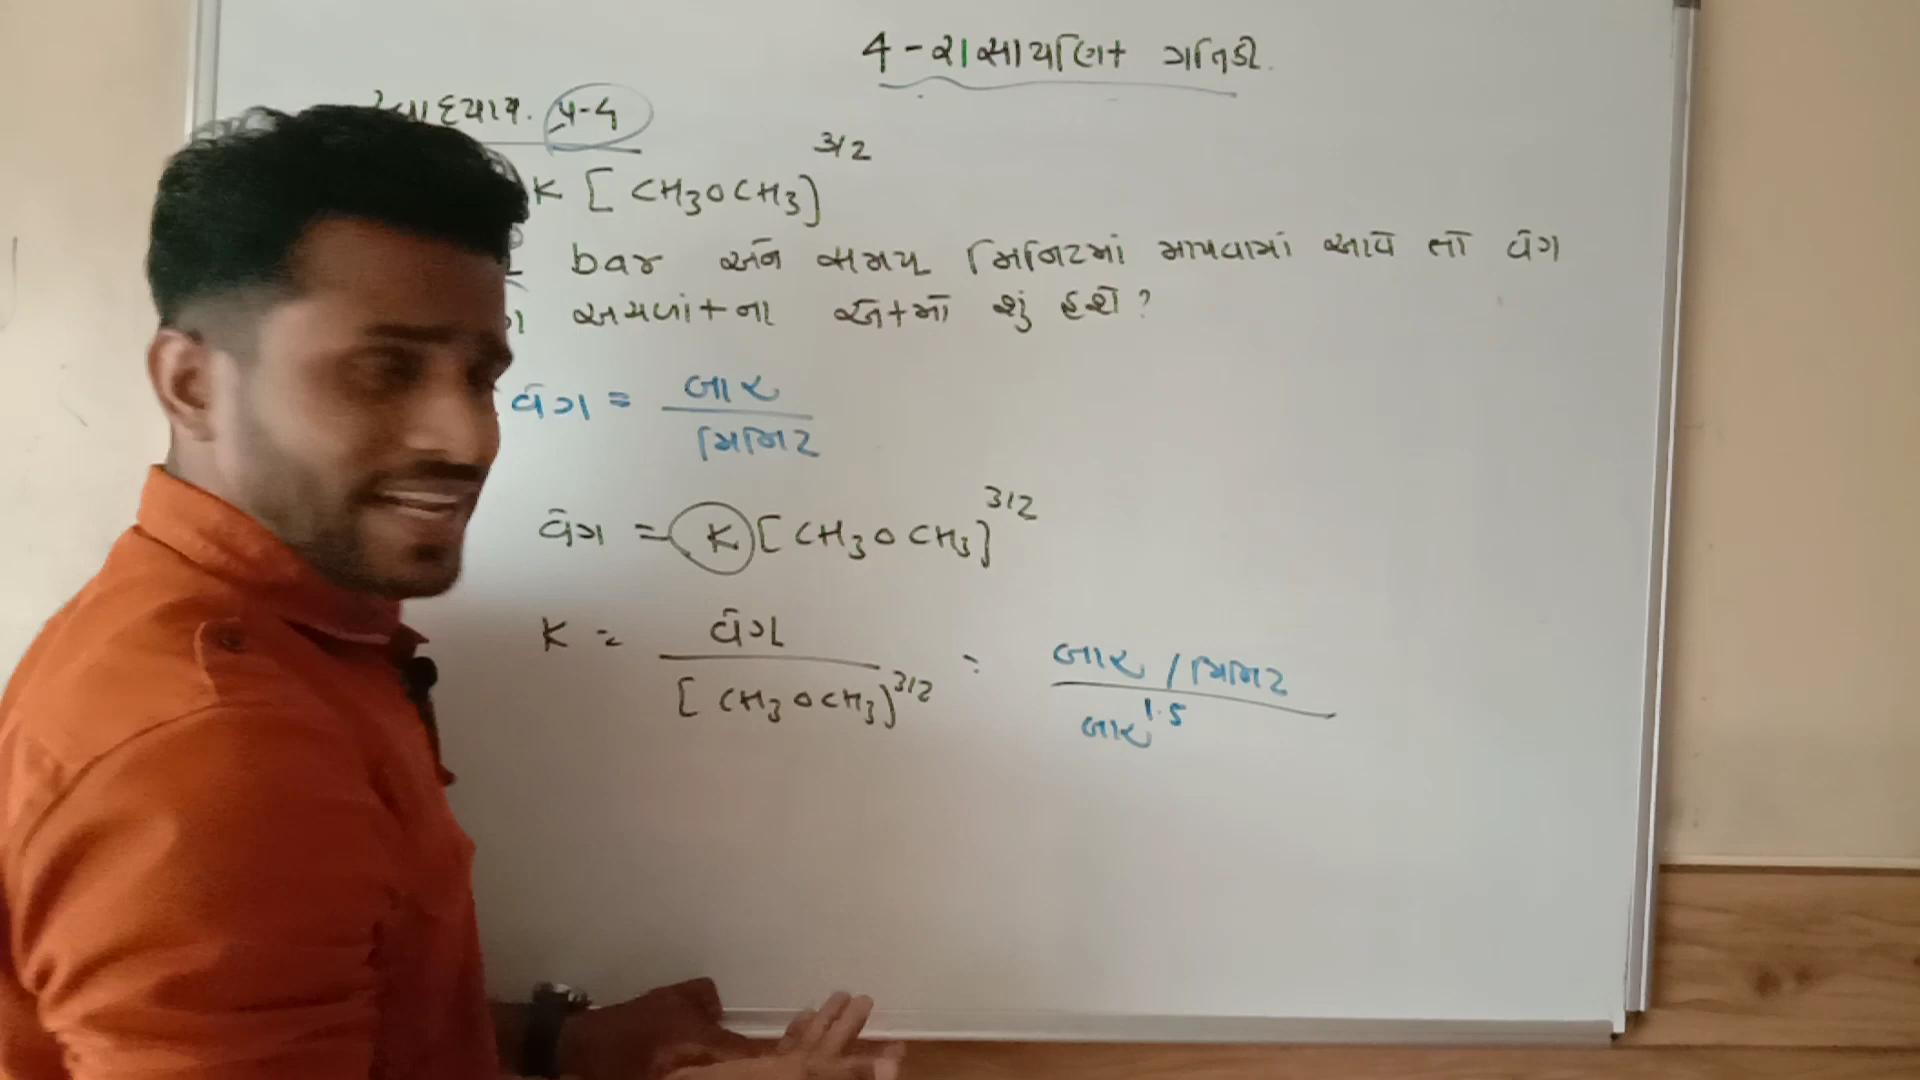 4-રાસાયણિક ગતિકી.
સ્વાધ્યાય. પ્ર-4
K [CH3OCH3]^3/2
bar અને સમય મિનિટમાં માપવામાં આવે તો વેગ
અચળાંકના એકમો શું હશે?
વેગ = બાર / મિનિટ
વેગ = K [CH3OCH3]^3/2
K = વેગ / [CH3OCH3]^3/2 = બાર / મિનિટ / બાર^1.5